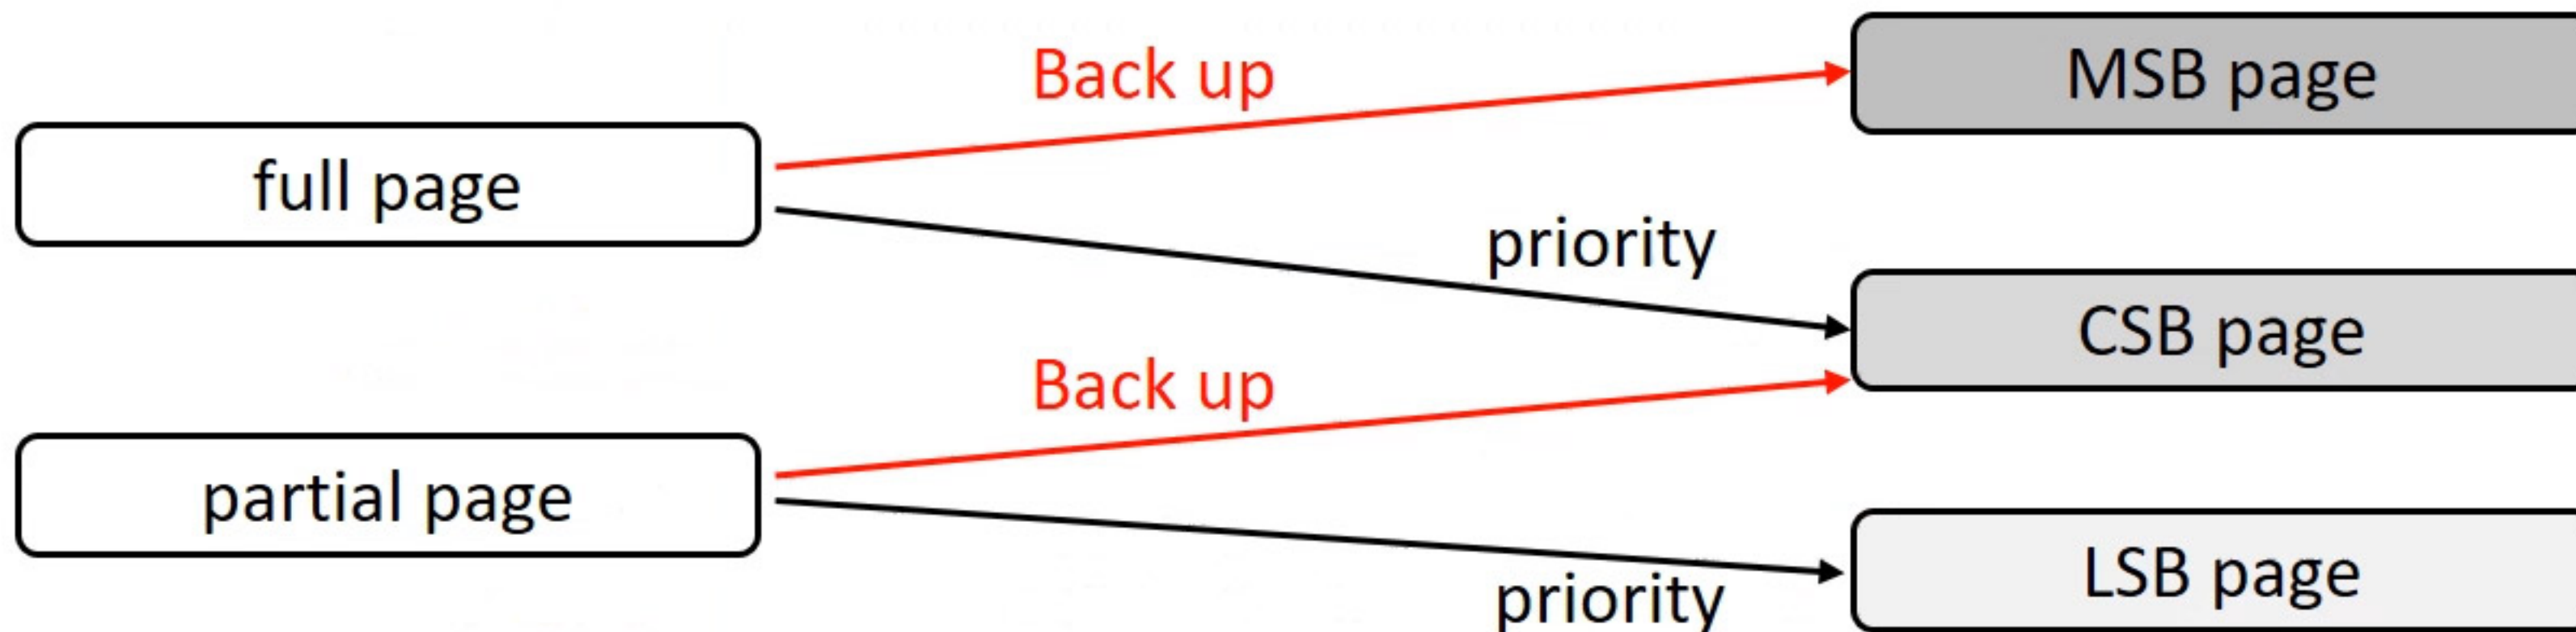 Back up
MSB page
full page
priority
CSB page
Back up
partial page
LSB page
priority